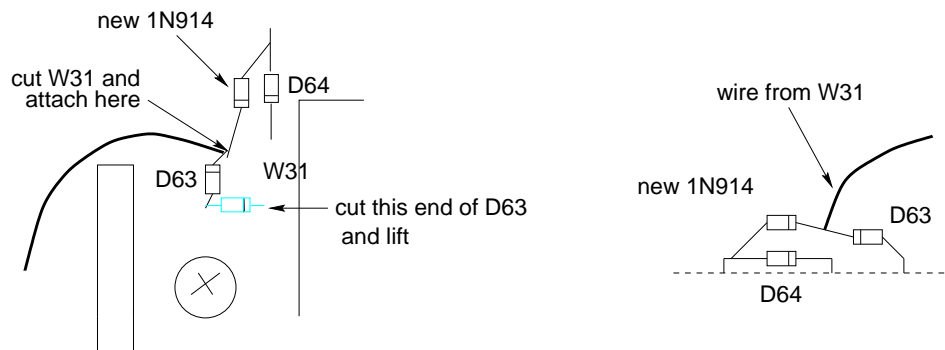 new 1N914
cut W31 and
attach here
D64
D63
W31
cut this end of D63
and lift
wire from W31
new 1N914
D63
D64